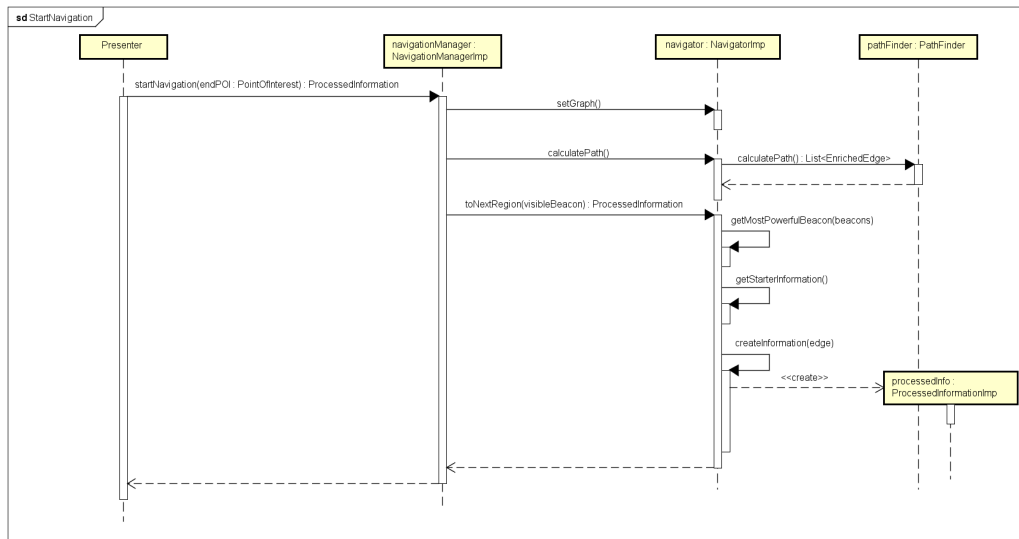 sd StartNavigation
Presenter
navigationManager :
NavigationManagerImp
navigator : NavigatorImp
pathFinder : PathFinder
startNavigation(endPOI : PointOfInterest) : ProcessedInformation
setGraph()
calculatePath()
calculatePath() : List<EnrichedEdge>
toNextRegion(visibleBeacon) : ProcessedInformation
getMostPowerfulBeacon(beacons)
getStarterInformation()
createInformation(edge)
<<create>>
processedInfo :
ProcessedInformationImp